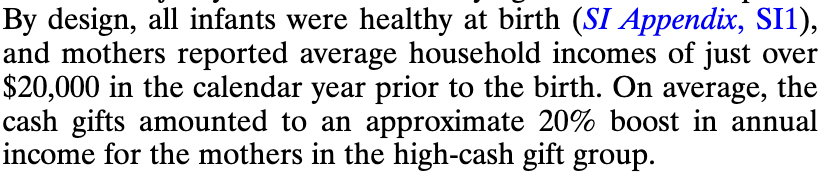 By design, all infants were healthy at birth (SI Appendix, SI1),
and mothers reported average household incomes of just over
$20,000 in the calendar year prior to the birth. On average, the
cash gifts amounted to an approximate 20% boost in annual
income for the mothers in the high-cash gift group.